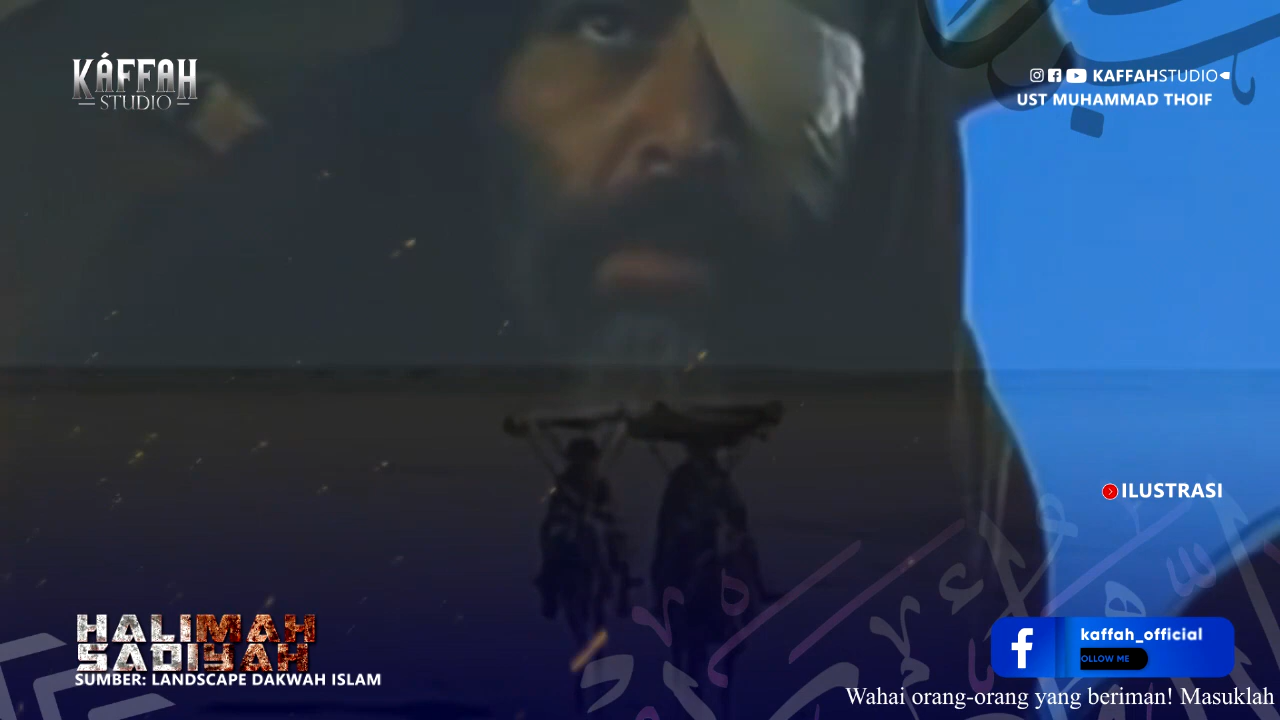 KÁFFAH
STUDIO
KAFFAHSTUDIO
UST MUHAMMAD THOIF
ILUSTRASI
HALIMAH
SADIYAH
SUMBER: LANDSCAPE DAKWAH ISLAM
kaffah_official
OLLOW ME
Wahai orang-orang yang beriman! Masuklah